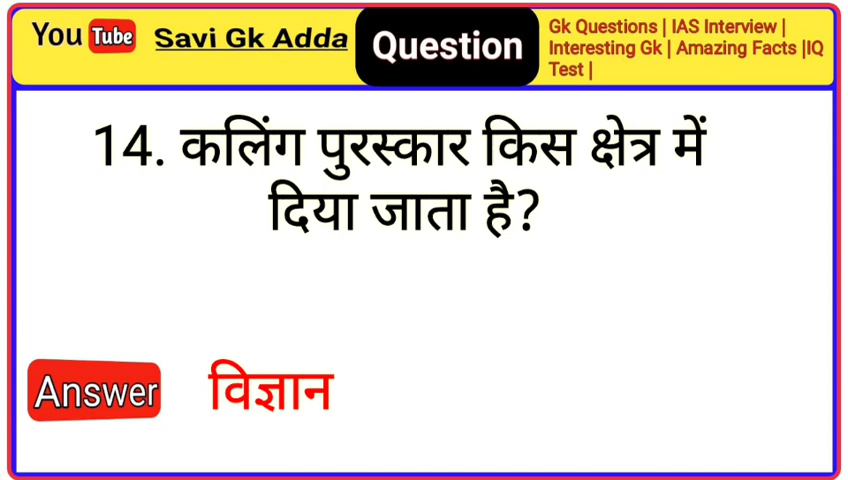 You Tube Savi Gk Adda Question Gk Questions | IAS Interview |
Interesting Gk | Amazing Facts |IQ
Test |
14. कलिंग पुरस्कार किस क्षेत्र में
दिया जाता है?
Answer विज्ञान